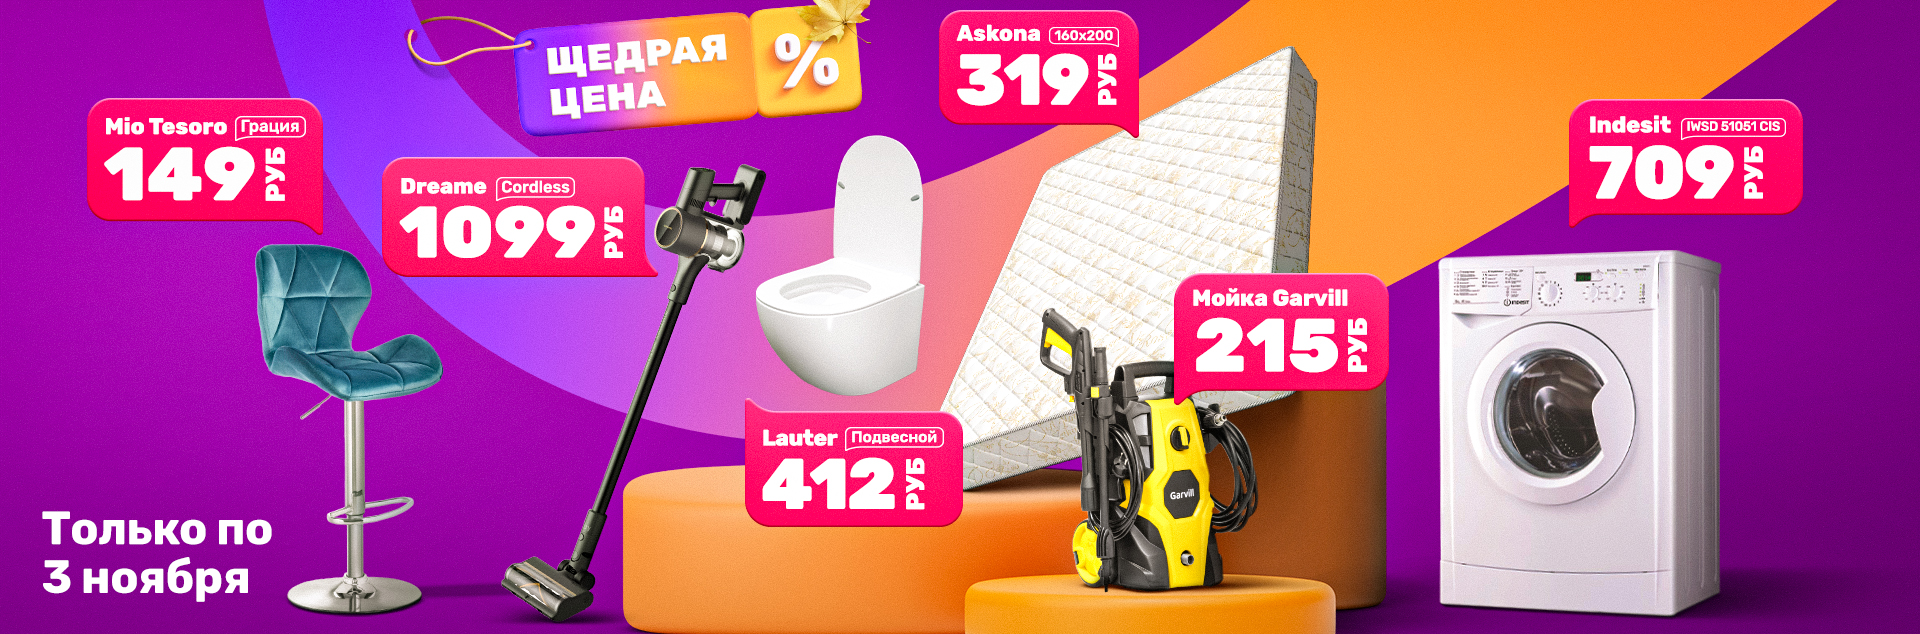 ЩЕДРАЯ
ЦЕНА
%
Mio Tesoro Грация
149 РУБ
Dreame Cordless
1099 РУБ
Lauter Подвесной
412 РУБ
Askona 160x200
319 РУБ
Мойка Garvill
215 РУБ
Garvill
Indesit IWSD 51051 CIS
709 РУБ
INDESIT
Только по
3 ноября